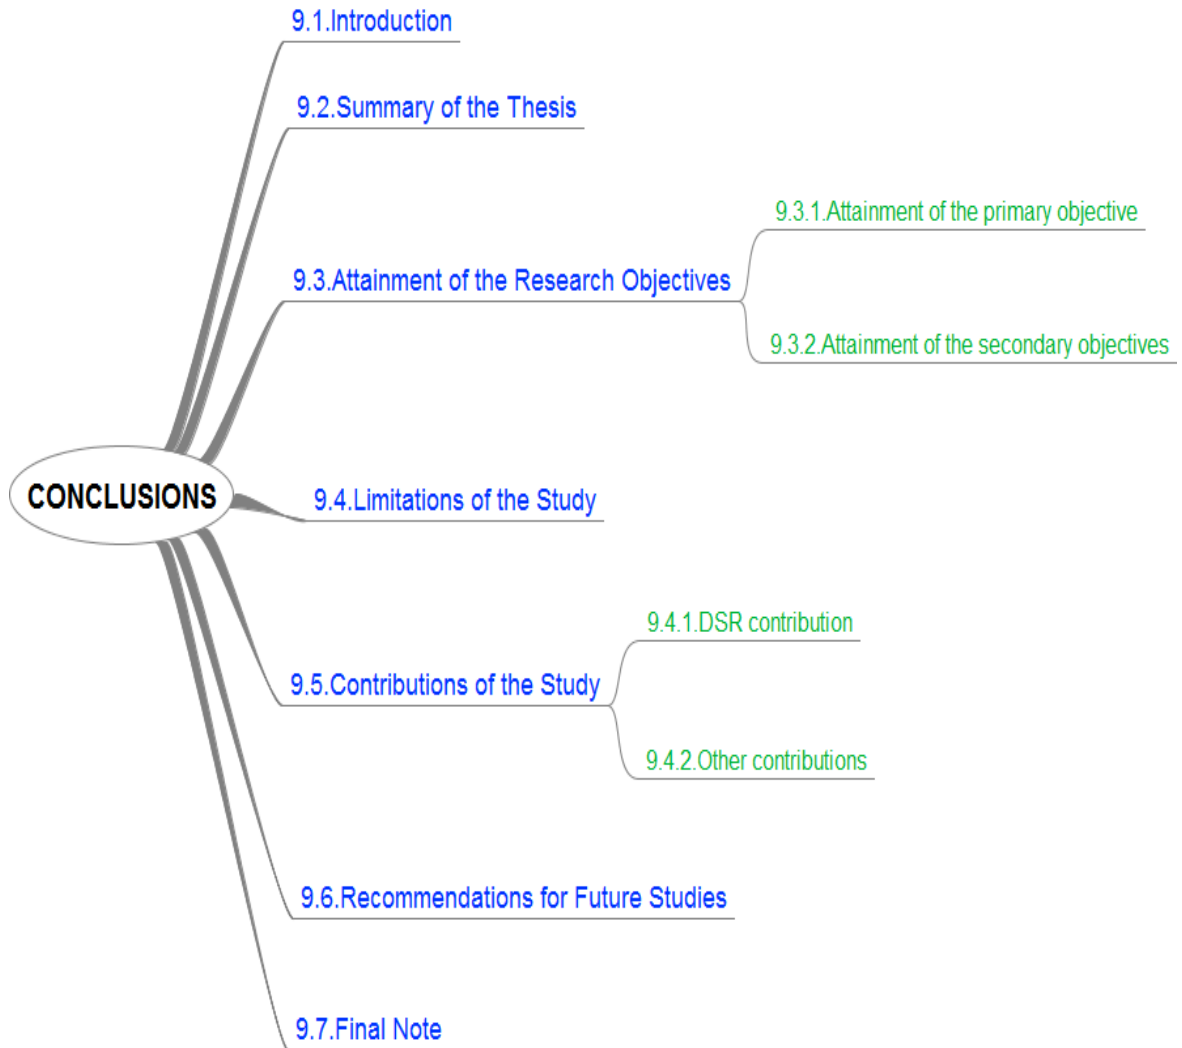 9.1.Introduction
9.2.Summary of the Thesis
9.3.1.Attainment of the primary objective
9.3.Attainment of the Research Objectives
9.3.2.Attainment of the secondary objectives
CONCLUSIONS
9.4.Limitations of the Study
9.4.1.DSR contribution
9.5.Contributions of the Study
9.4.2.Other contributions
9.6.Recommendations for Future Studies
9.7.Final Note